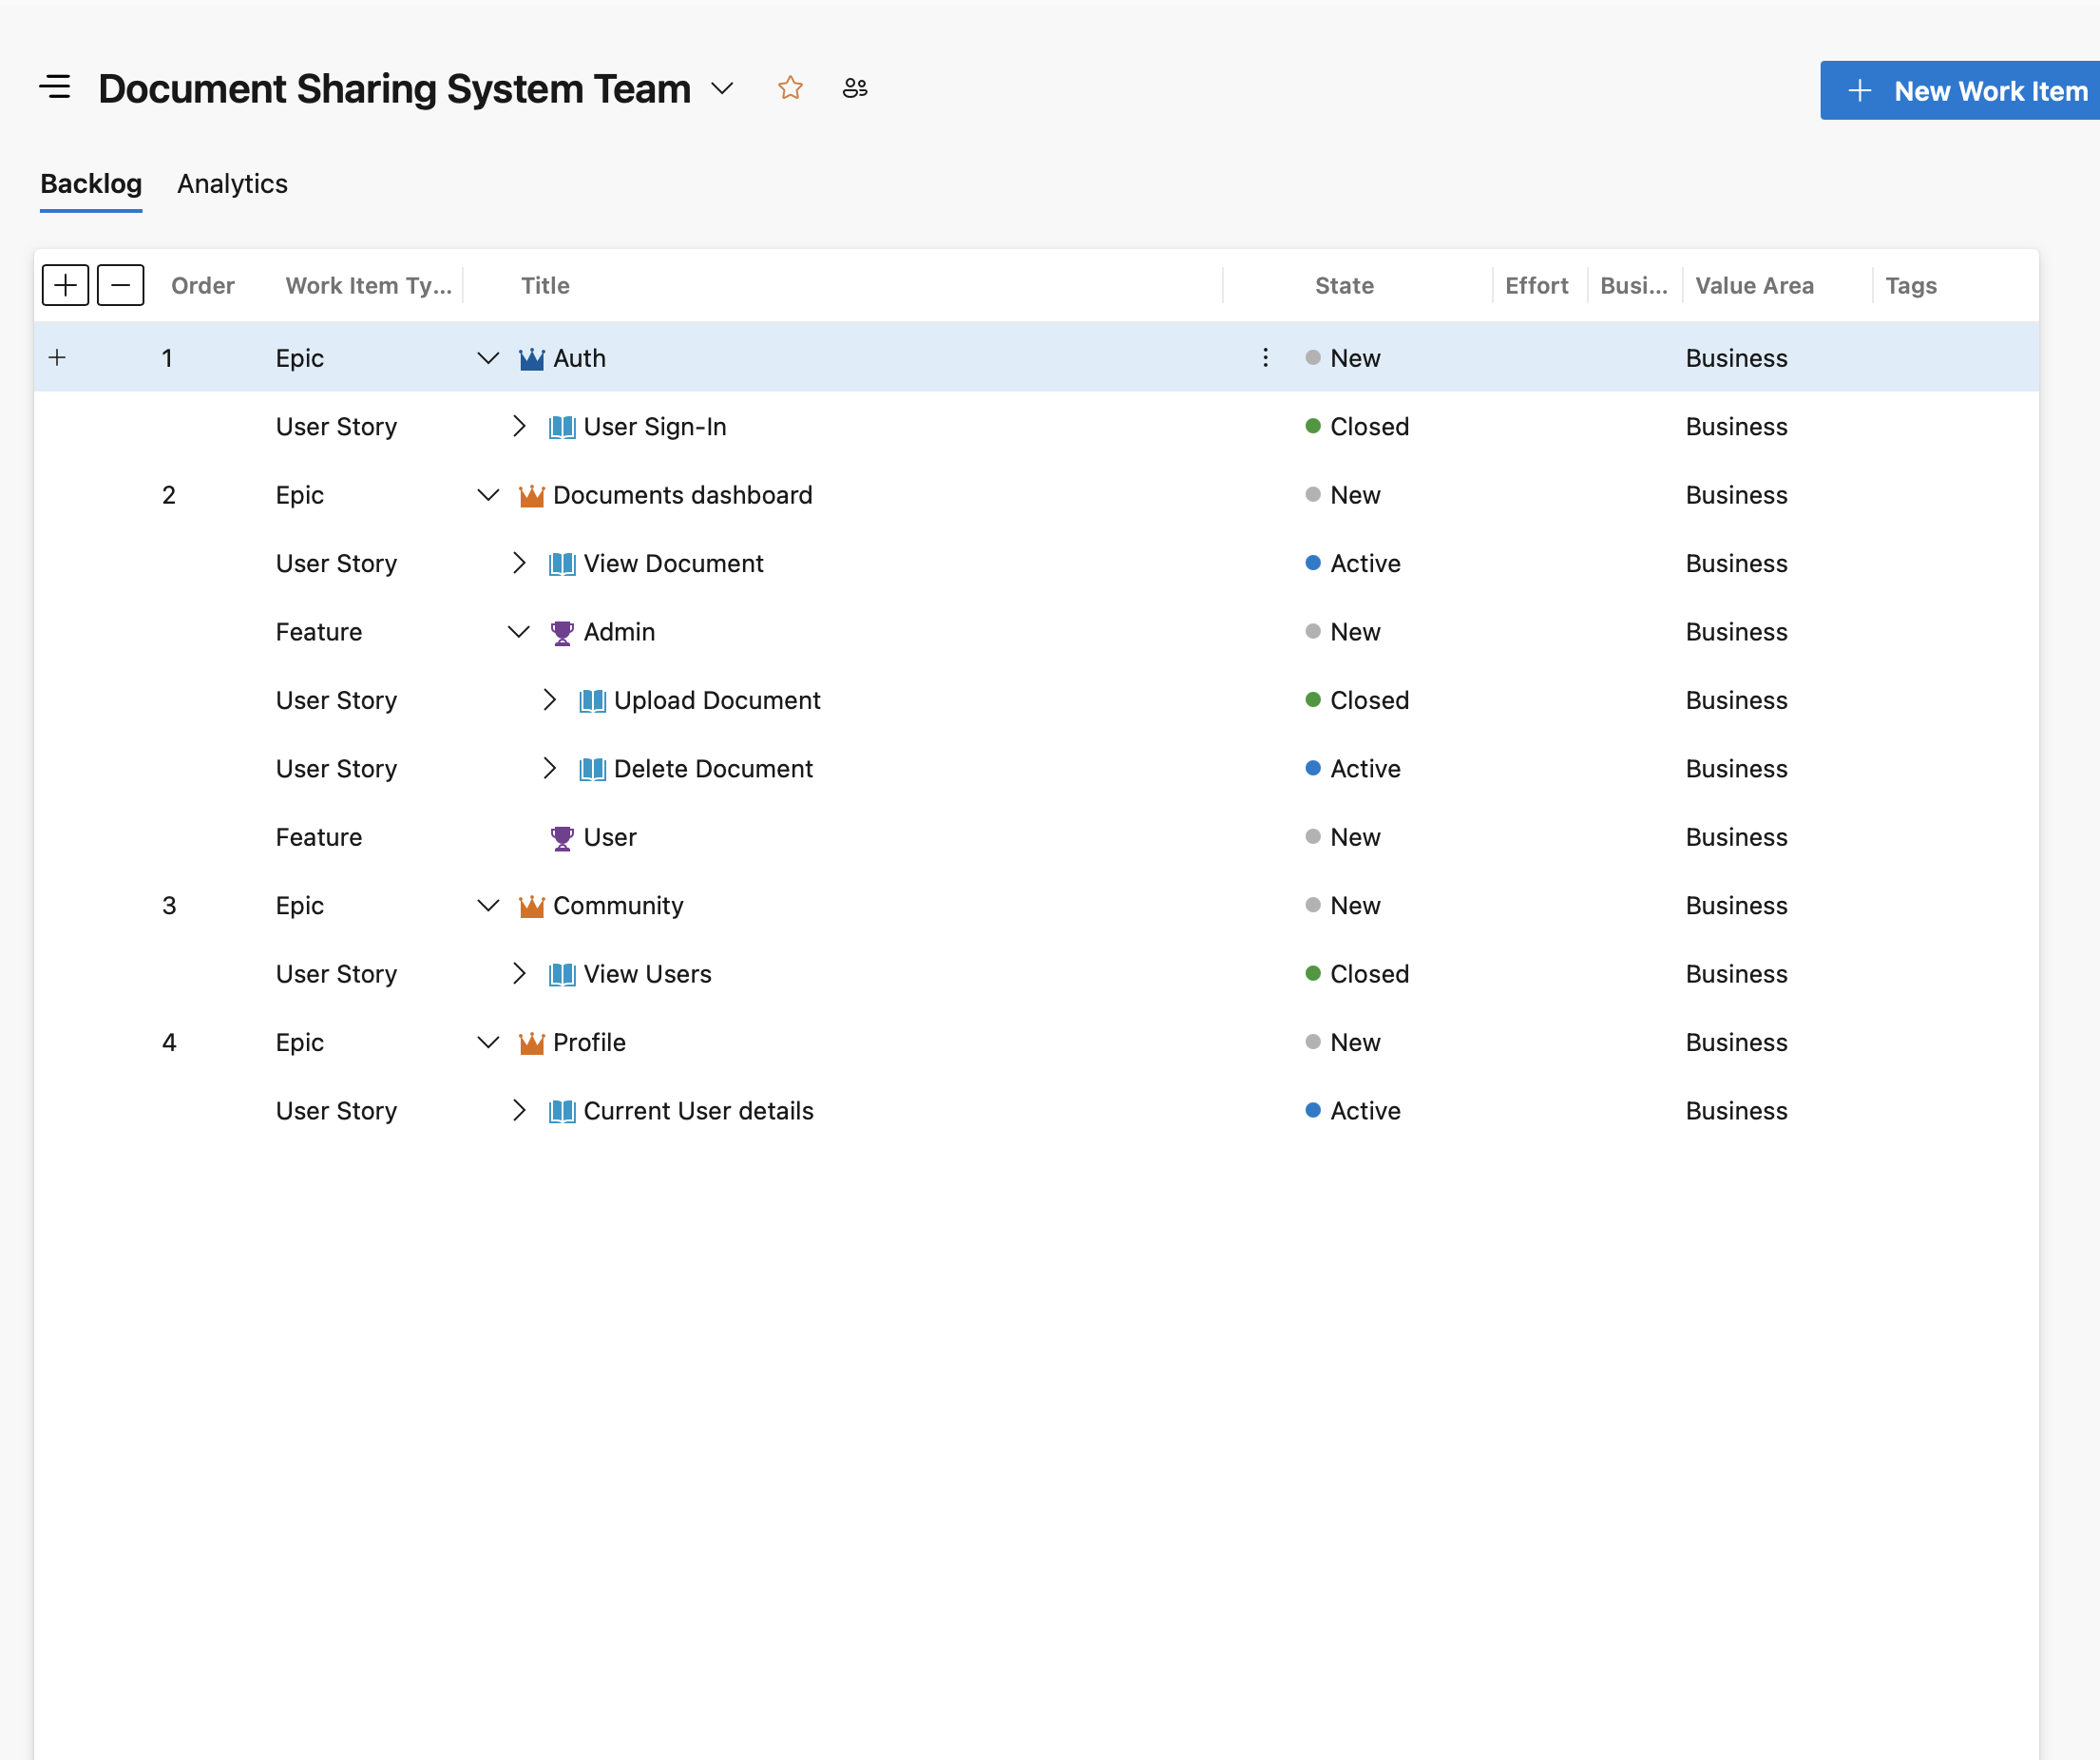 Document Sharing System Team
New Work Item
Backlog Analytics
Order Work Item Ty... Title State Effort Busi... Value Area Tags
1 Epic Auth New Business
User Story User Sign-In Closed Business
2 Epic Documents dashboard New Business
User Story View Document Active Business
Feature Admin New Business
User Story Upload Document Closed Business
User Story Delete Document Active Business
Feature User New Business
3 Epic Community New Business
User Story View Users Closed Business
4 Epic Profile New Business
User Story Current User details Active Business